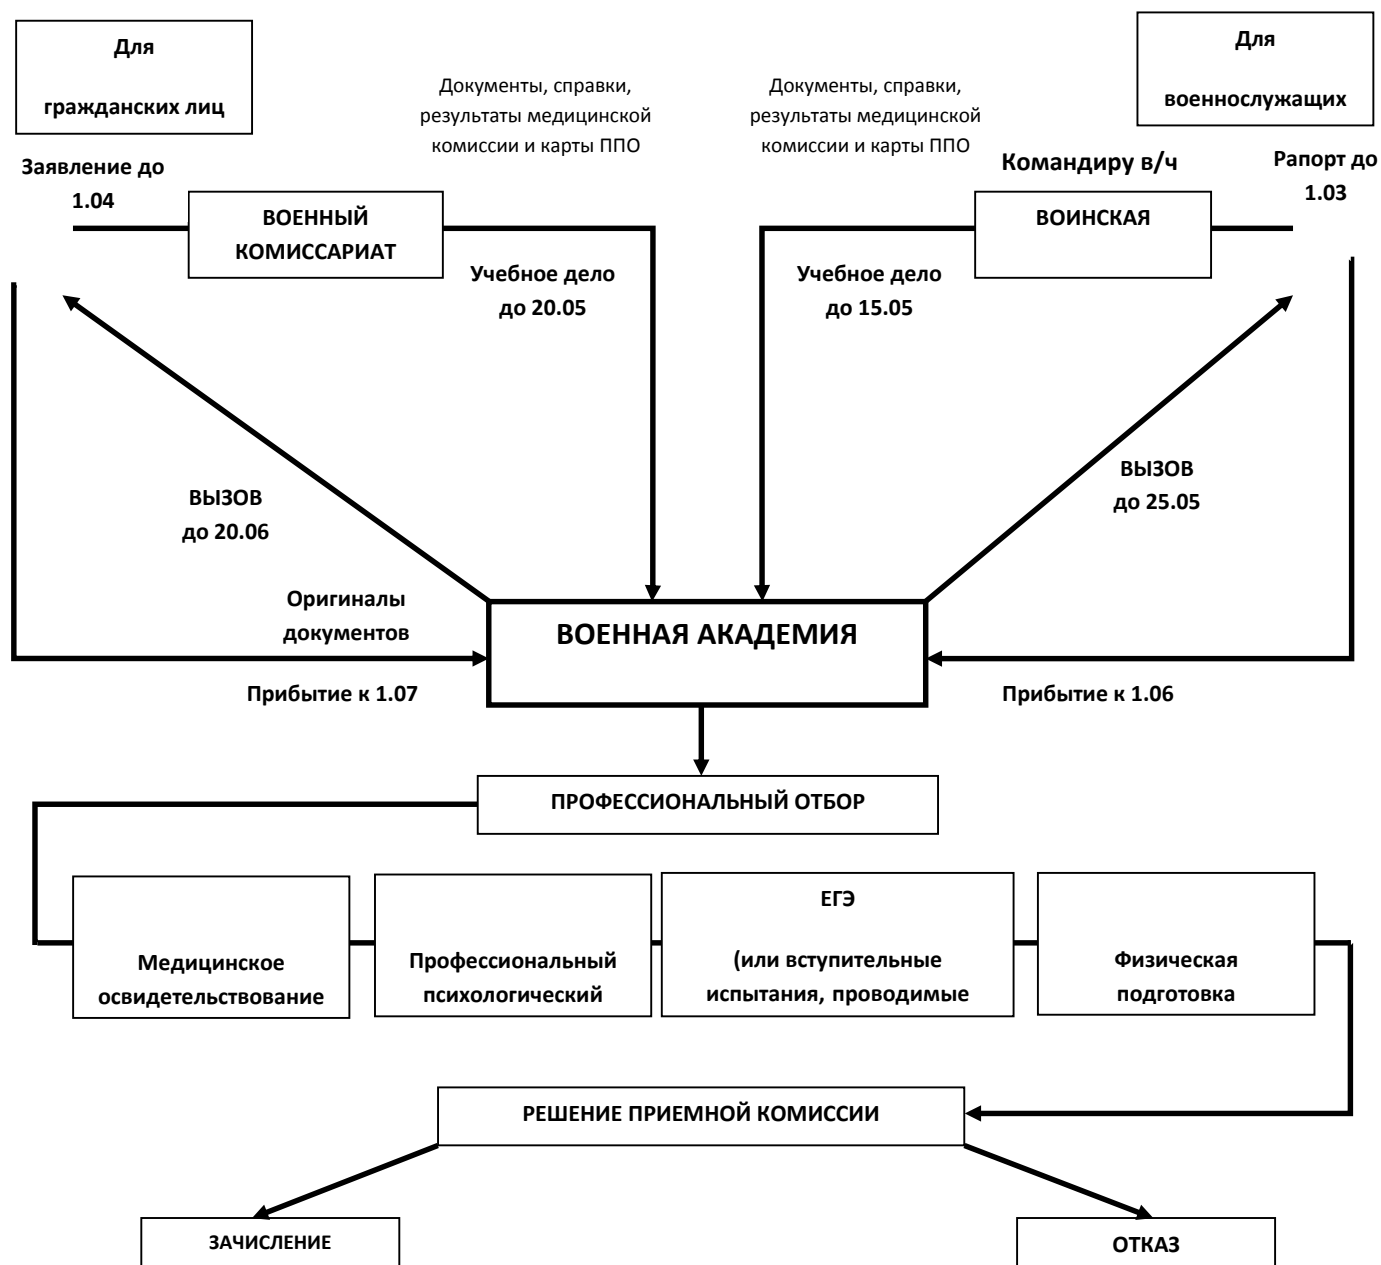 Для
гражданских лиц
Для
военнослужащих
Документы, справки,
результаты медицинской
комиссии и карты ППО
Документы, справки,
результаты медицинской
комиссии и карты ППО
Заявление до
1.04
Командиру в/ч
Рапорт до
1.03
ВОЕННЫЙ
КОМИССАРИАТ
ВОИНСКАЯ
Учебное дело
до 20.05
Учебное дело
до 15.05
ВЫЗОВ
до 20.06
ВЫЗОВ
до 25.05
Оригиналы
документов
ВОЕННАЯ АКАДЕМИЯ
Прибытие к 1.07
Прибытие к 1.06
ПРОФЕССИОНАЛЬНЫЙ ОТБОР
Медицинское
освидетельствование
Профессиональный
психологический
ЕГЭ
(или вступительные
испытания, проводимые
Физическая
подготовка
РЕШЕНИЕ ПРИЕМНОЙ КОМИССИИ
ЗАЧИСЛЕНИЕ
ОТКАЗ